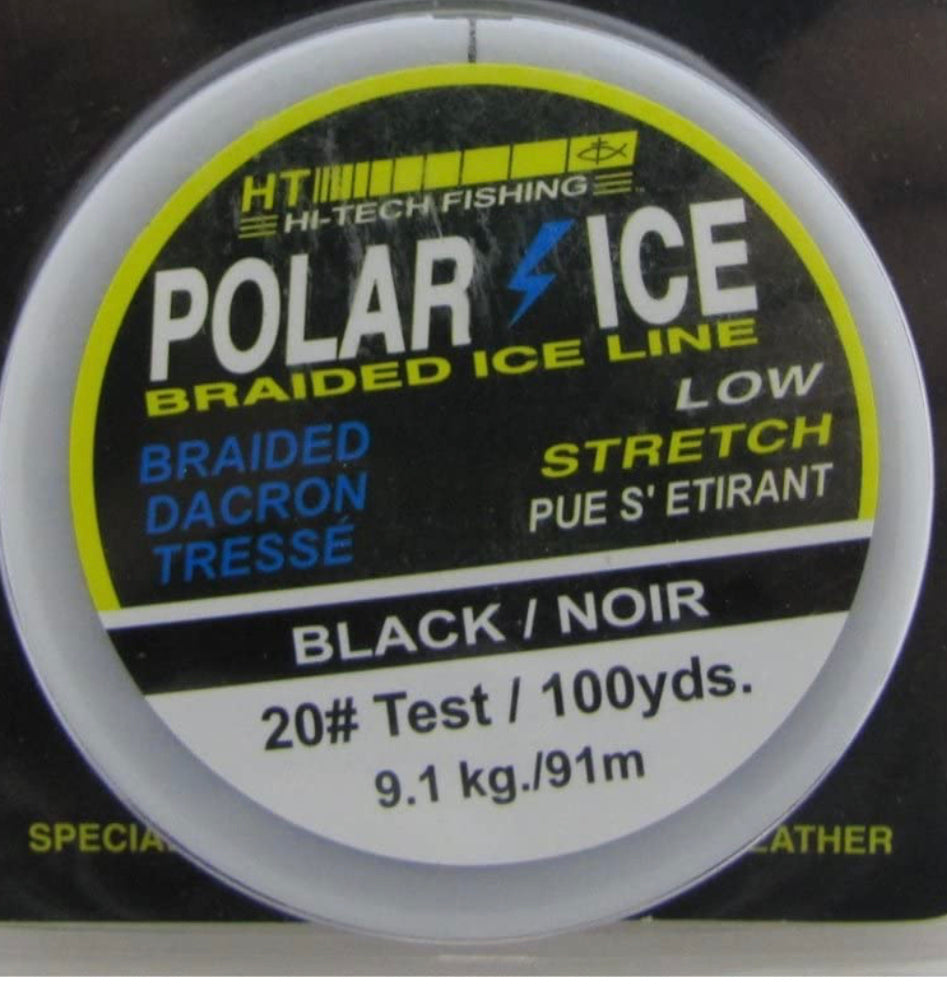 HT
HI-TECH FISHING
POLAR ICE
BRAIDED ICE LINE
BRAIDED
DACRON
TRESSÉ
LOW
STRETCH
PUE S' ETIRANT
BLACK / NOIR
20# Test / 100yds.
9.1 kg./91m